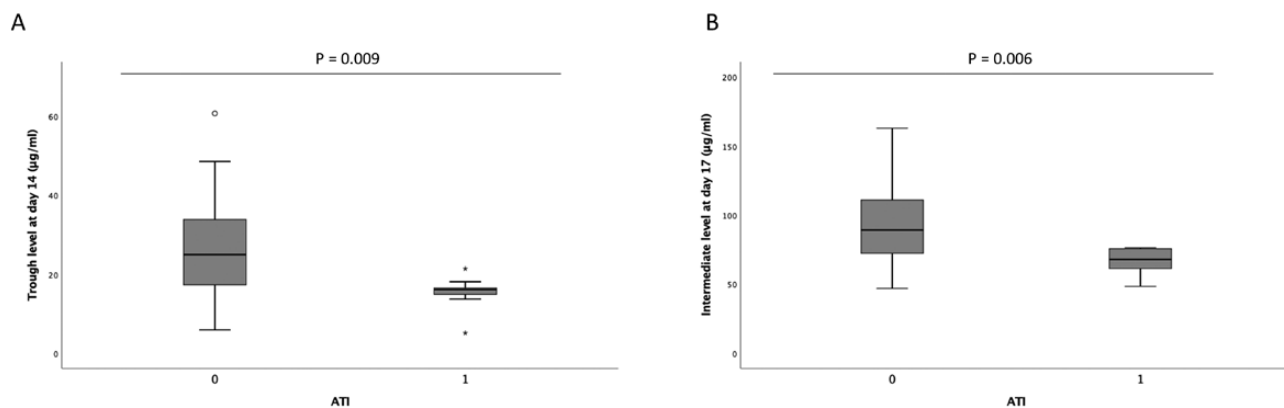 A
P = 0.009
Trough level at day 14 (µg/ml)
60
40
20
0
0 1
ATI
B
P = 0.006
Intermediate level at day 17 (µg/ml)
200
150
100
50
0
0 1
ATI